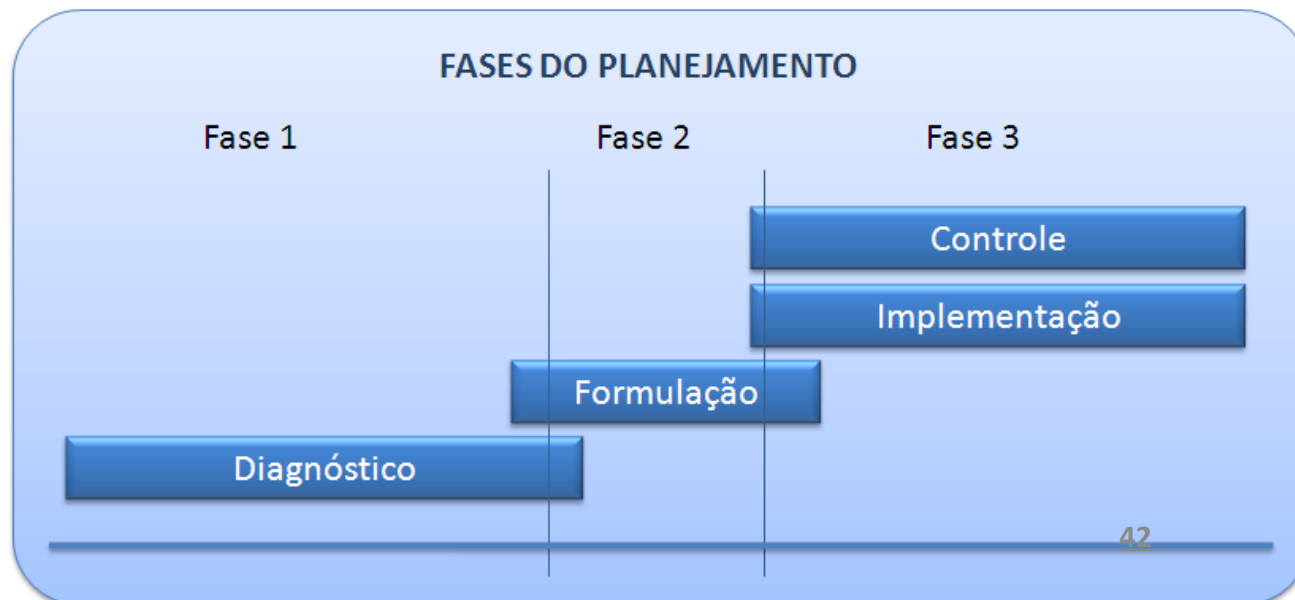 FASES DO PLANEJAMENTO
Fase 1 Fase 2 Fase 3
Controle
Implementação
Formulação
Diagnóstico
42